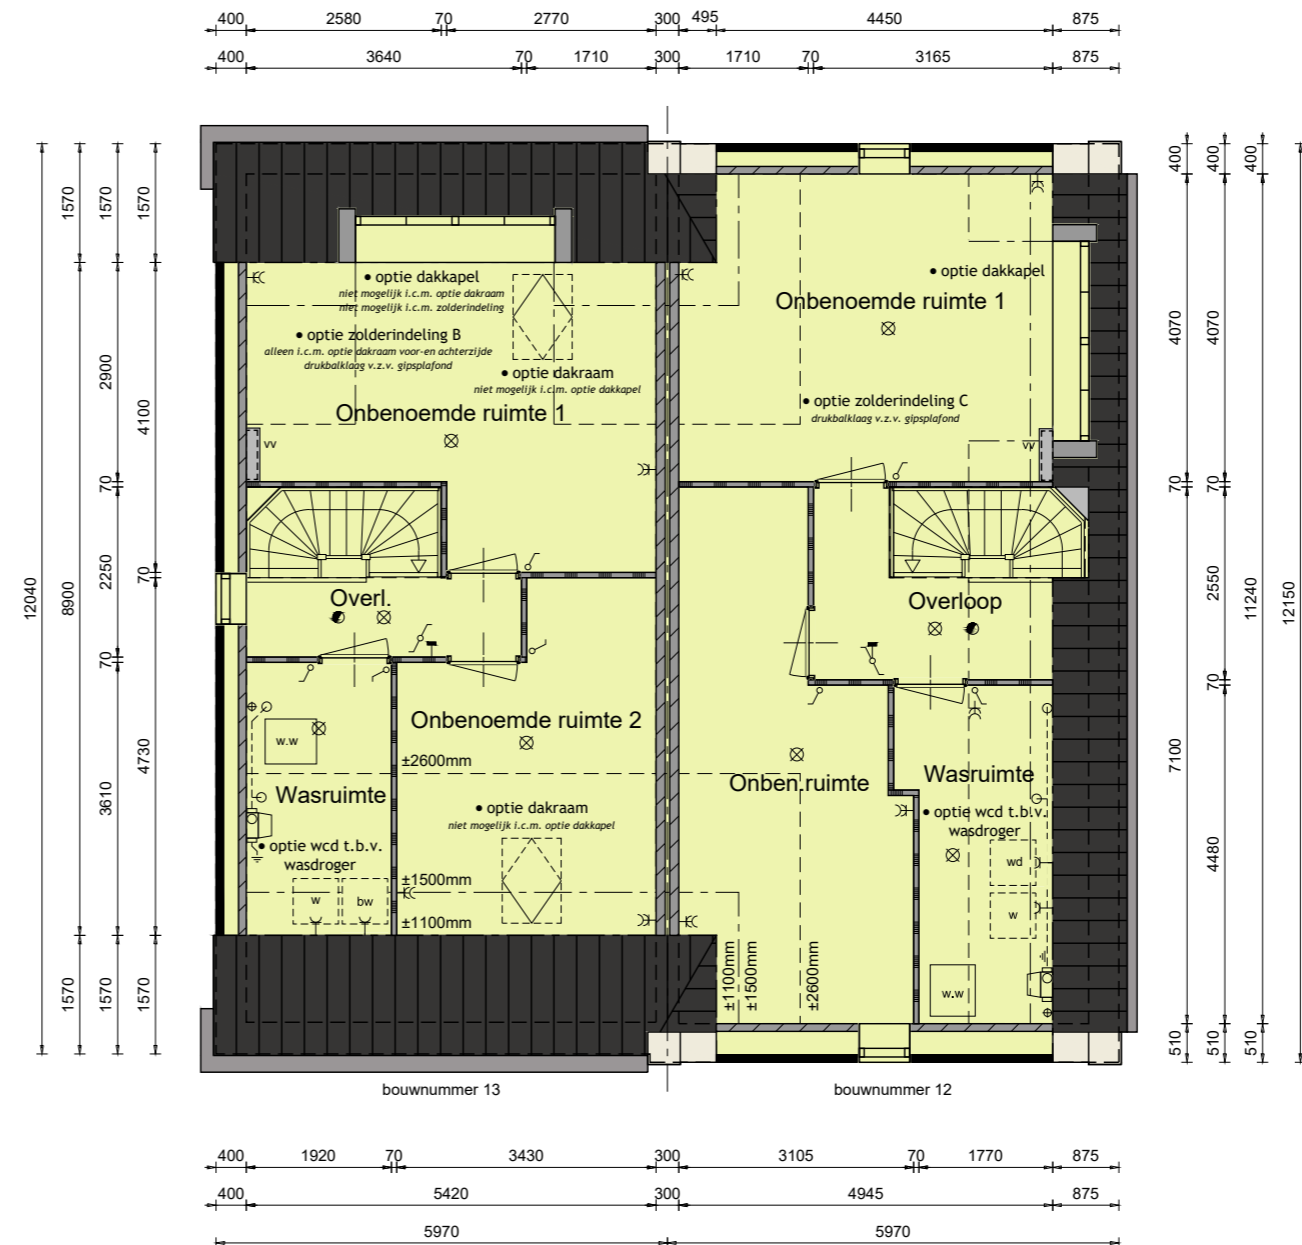 400 2580 70 2770 300 495 4450 875
400 3640 70 1710 300 1710 70 3165 875
12040
1570 8900 1570
1570 2900 70 2250 70 3610 1570
1570 4100 70 4730 1570
400 4070 70 7100 510
400 4070 70 2550 70 4480 510
400 11240 510
12150
• optie dakkapel
niet mogelijk i.c.m. optie dakraam
niet mogelijk i.c.m. zolderindeling
• optie zolderindeling B
alleen i.c.m. optie dakraam voor-en achterzijde
drukbalklaag v.z.v. gipsplafond
• optie dakraam
niet mogelijk i.c.m. optie dakkapel
Onbenoemde ruimte 1
vv
Overl.
Onbenoemde ruimte 2
±2600mm
w.w
Wasruimte
• optie dakraam
niet mogelijk i.c.m. optie dakkapel
• optie wcd t.b.v.
wasdroger
±1500mm
w
bw
±1100mm
• optie dakkapel
Onbenoemde ruimte 1
• optie zolderindeling C
drukbalklaag v.z.v. gipsplafond
vv
Overloop
Onben.ruimte
Wasruimte
• optie wcd t.b.v.
wasdroger
wd
w
w.w
±1100mm
±1500mm
±2600mm
bouwnummer 13
bouwnummer 12
400 1920 70 3430 300 3105 70 1770 875
400 5420 300 4945 875
5970 5970